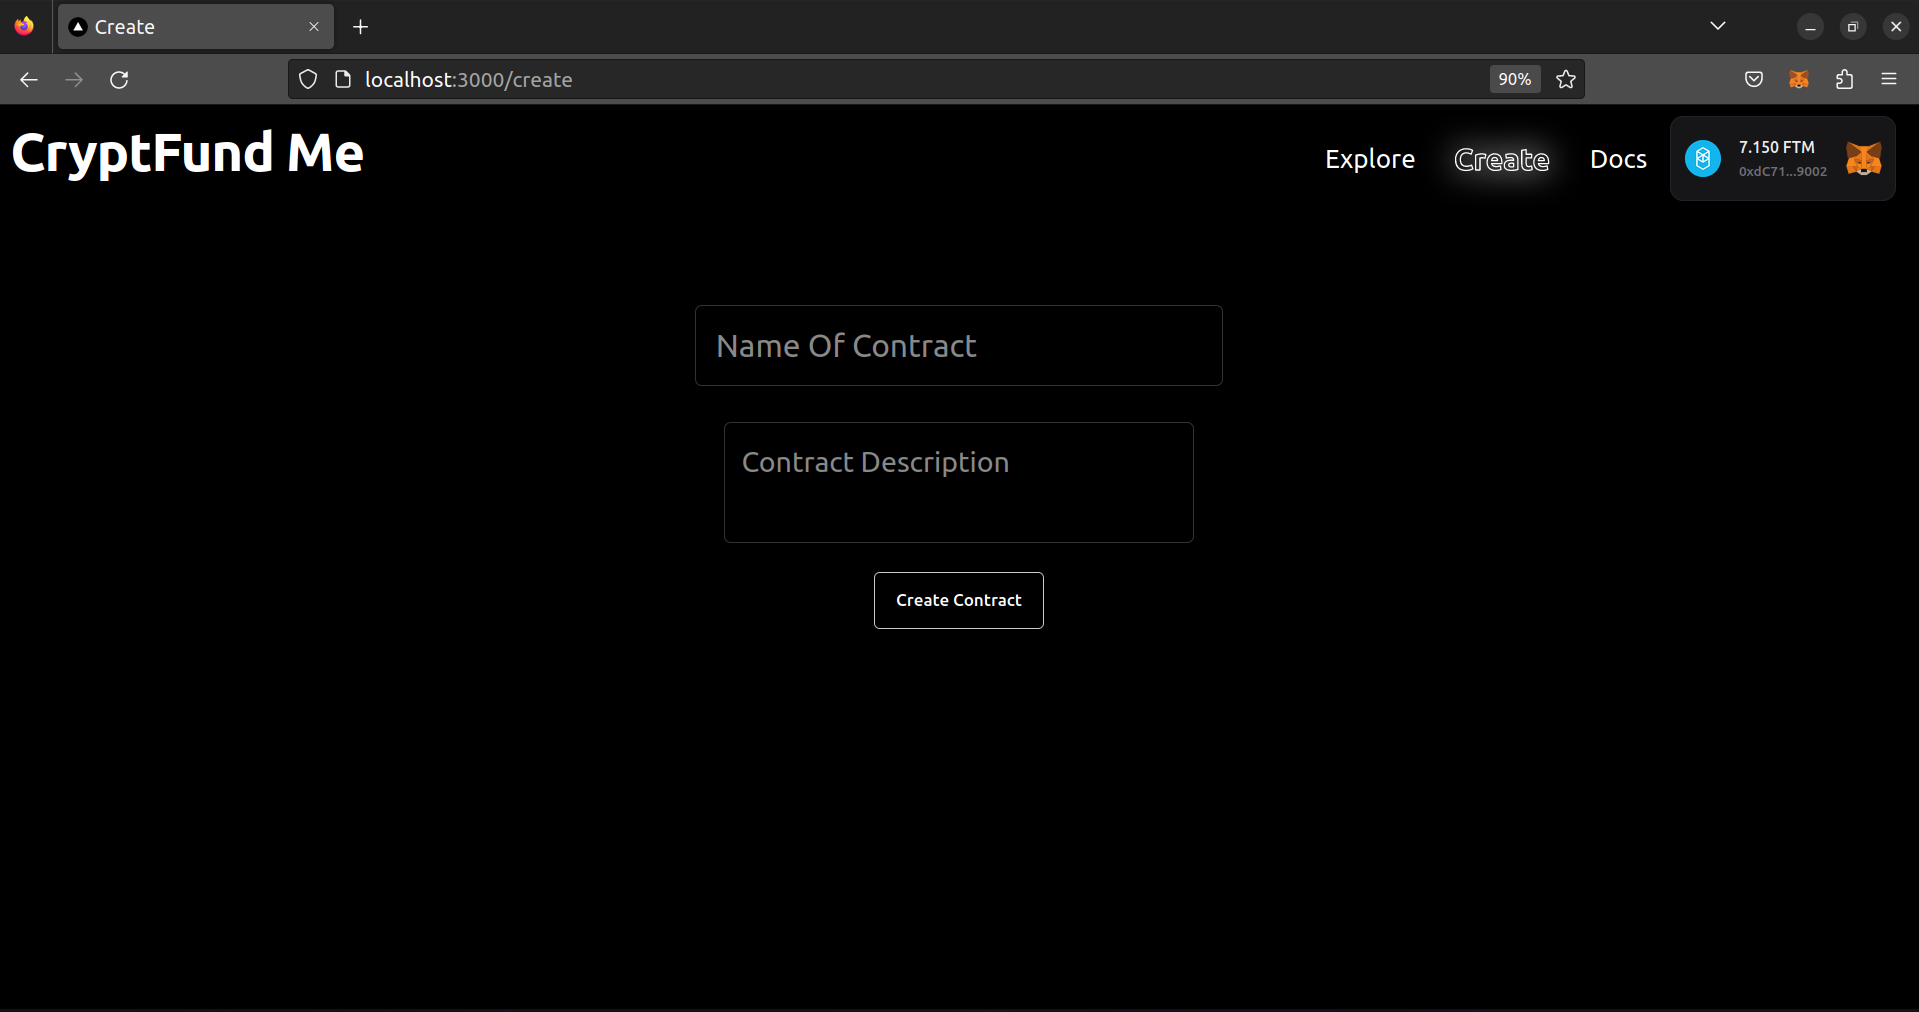 Create
localhost:3000/create
90%
CryptFund Me
Explore
Create
Docs
7.150 FTM
0xdC71...9002
Name Of Contract
Contract Description
Create Contract